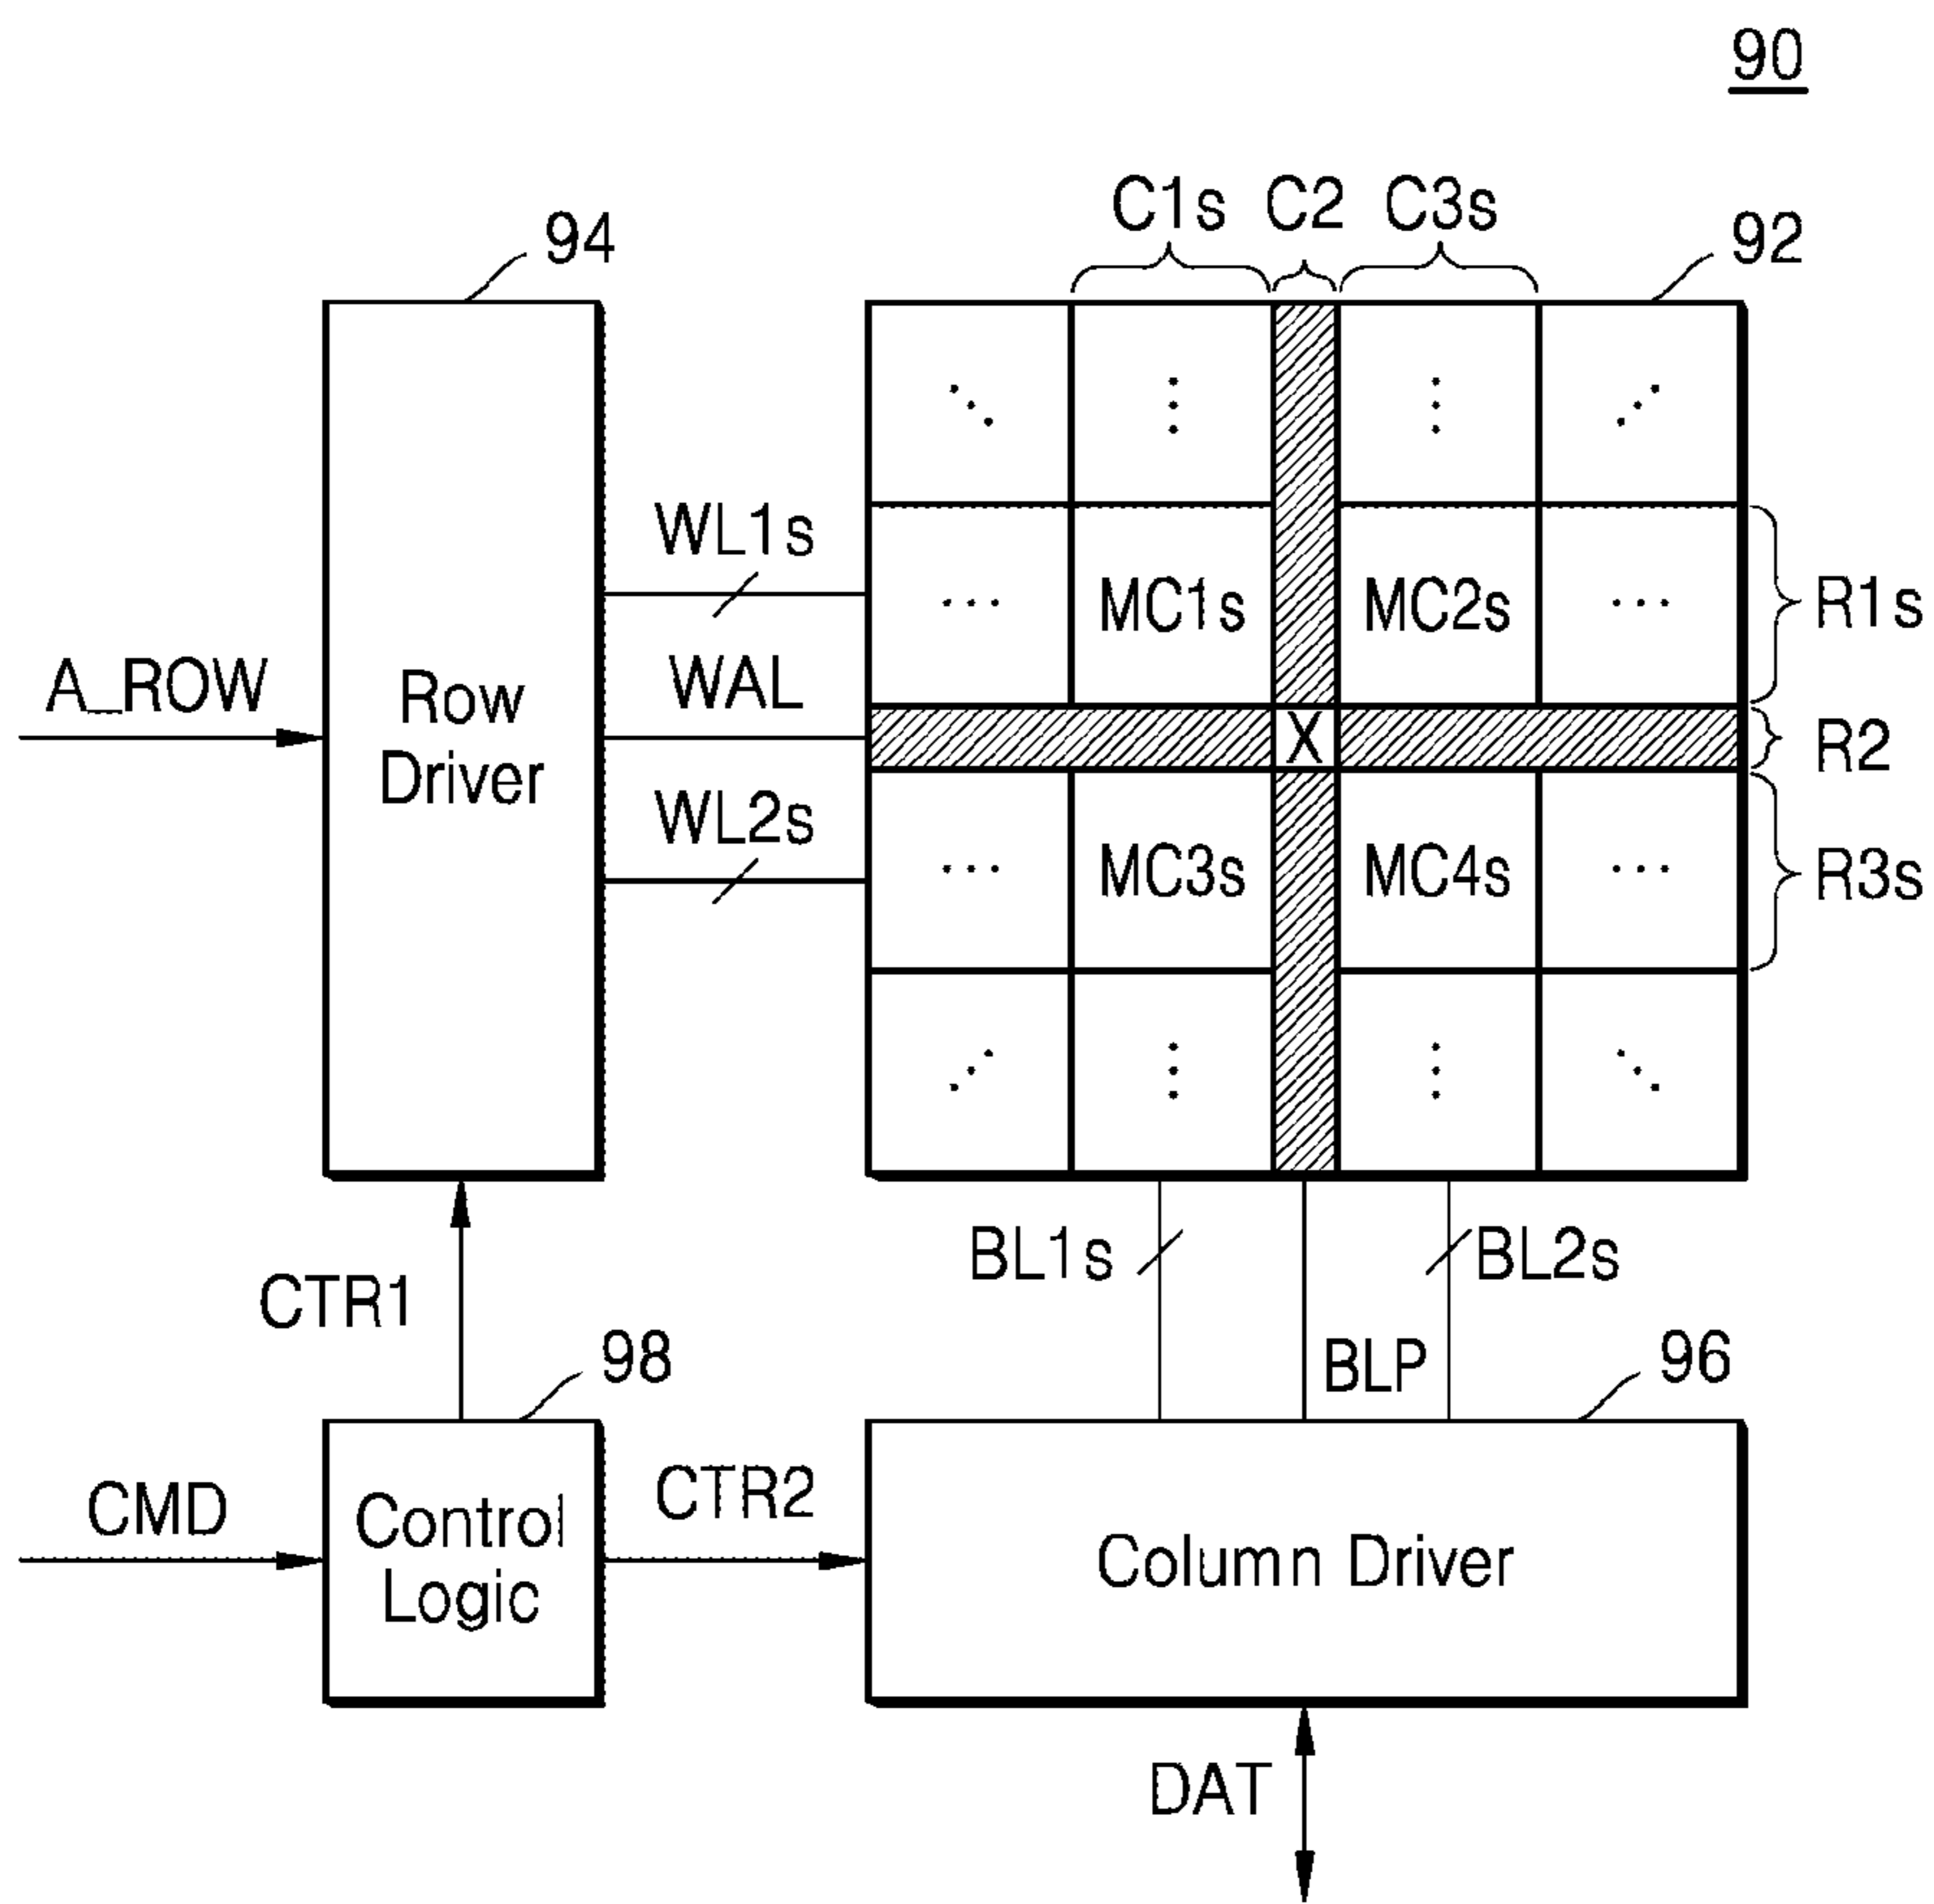 90
C1s C2 C3s
94
92
WL1s
MC1s MC2s
R1s
A_ROW
Row
Driver
WAL
X
R2
WL2s
MC3s MC4s
R3s
BL1s
BL2s
CTR1
BLP
98
96
CMD
Control
Logic
CTR2
Column Driver
DAT